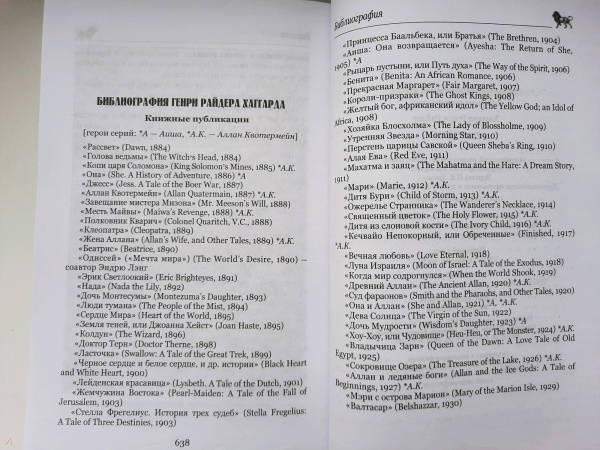 БИБЛИОГРАФИЯ ГЕНРИ РАЙДЕРА ХАГГАРДА
Книжные публикации
[герои серий: *А — Аиша, *А.К. — Аллан Квотермейн]
«Рассвет» (Dawn, 1884)
«Голова ведьмы» (The Witch's Head, 1884)
«Копи царя Соломона» (King Solomon's Mines, 1885) *А.К.
«Она» (She. A History of Adventure, 1886) *А
«Джесс» (Jess. A Tale of the Boer War, 1887)
«Аллан Квотермейн» (Allan Quatermain, 1887) *А.К.
«Завещание мистера Мизона» (Mr. Meeson's Will, 1888)
«Месть Майвы» (Maiwa's Revenge, 1888) *А.К.
«Полковник Кварич» (Colonel Quaritch, V.C., 1888)
«Клеопатра» (Cleopatra, 1889)
«Жена Аллана» (Allan's Wife, and Other Tales, 1889) *А.К.
«Беатрис» (Beatrice, 1890)
«Одиссей» («Мечта мира») (The World's Desire, 1890) —
соавтор Эндрю Лэнг
«Эрик Светлоокий» (Eric Brighteyes, 1891)
«Нада» (Nada the Lily, 1892)
«Дочь Монтесумы» (Montezuma's Daughter, 1893)
«Люди тумана» (The People of the Mist, 1894)
«Сердце Мира» (Heart of the World, 1895)
«Земля теней, или Джоанна Хейст» (Joan Haste, 1895)
«Колдун» (The Wizard, 1896)
«Доктор Терн» (Doctor Therne, 1898)
«Ласточка» (Swallow: A Tale of the Great Trek, 1899)
«Черное сердце и белое сердце, и др. истории» (Black Heart
and White Heart, 1900)
«Лейденская красавица» (Lysbeth. A Tale of the Dutch, 1901)
«Жемчужина Востока» (Pearl-Maiden: A Tale of the Fall of
Jerusalem, 1903)
«Стелла Фрегелиус. История трех судеб» (Stella Fregelius:
A Tale of Three Destinies, 1903)
638
Библиография
«Принцесса Баальбека, или Братья» (The Brethren, 1904)
«Аиша: Она возвращается» (Ayesha: The Return of She,
1905) *А
«Рыцарь пустыни, или Путь духа» (The Way of the Spirit, 1906)
«Бенита» (Benita: An African Romance, 1906)
«Прекрасная Маргарет» (Fair Margaret, 1907)
«Короли-призраки» (The Ghost Kings, 1908)
«Желтый бог, африканский идол» (The Yellow God; an Idol of
Africa, 1908)
«Хозяйка Блосхолма» (The Lady of Blossholme, 1909)
«Утренняя Звезда» (Morning Star, 1910)
«Перстень царицы Савской» (Queen Sheba's Ring, 1910)
«Алая Ева» (Red Eve, 1911)
«Махатма и заяц» (The Mahatma and the Hare: A Dream Story,
1911)
«Мари» (Marie, 1912) *А.К.
«Дитя Бури» (Child of Storm, 1913) *А.К.
«Ожерелье Странника» (The Wanderer's Necklace, 1914)
«Священный цветок» (The Holy Flower, 1915) *А.К.
«Дитя из слоновой кости» (The Ivory Child, 1916) *А.К.
«Кечвайо Непокорный, или Обреченные» (Finished, 1917)
*А.К.
«Вечная любовь» (Love Eternal, 1918)
«Луна Израиля» (Moon of Israel: A Tale of the Exodus, 1918)
«Когда мир содрогнулся» (When the World Shook, 1919)
«Древний Аллан» (The Ancient Allan, 1920) *А.К.
«Суд фараонов» (Smith and the Pharaohs, and Other Tales, 1920)
«Она и Аллан» (She and Allan, 1921) *А, *А.К.
«Дева Солнца» (The Virgin of the Sun, 1922)
«Дочь Мудрости» (Wisdom's Daughter, 1923) *А
«Хоу-Хоу, или Чудовище» (Heu-Heu, or The Monster, 1924) *А.К.
«Владычица Зари» (Queen of the Dawn: A Love Tale of Old
Egypt, 1925)
«Сокровище Озера» (The Treasure of the Lake, 1926) *А.К.
«Аллан и ледяные боги» (Allan and the Ice Gods: A Tale of
Beginnings, 1927) *А.К.
«Мэри с острова Марион» (Mary of the Marion Isle, 1929)
«Валтасар» (Belshazzar, 1930)